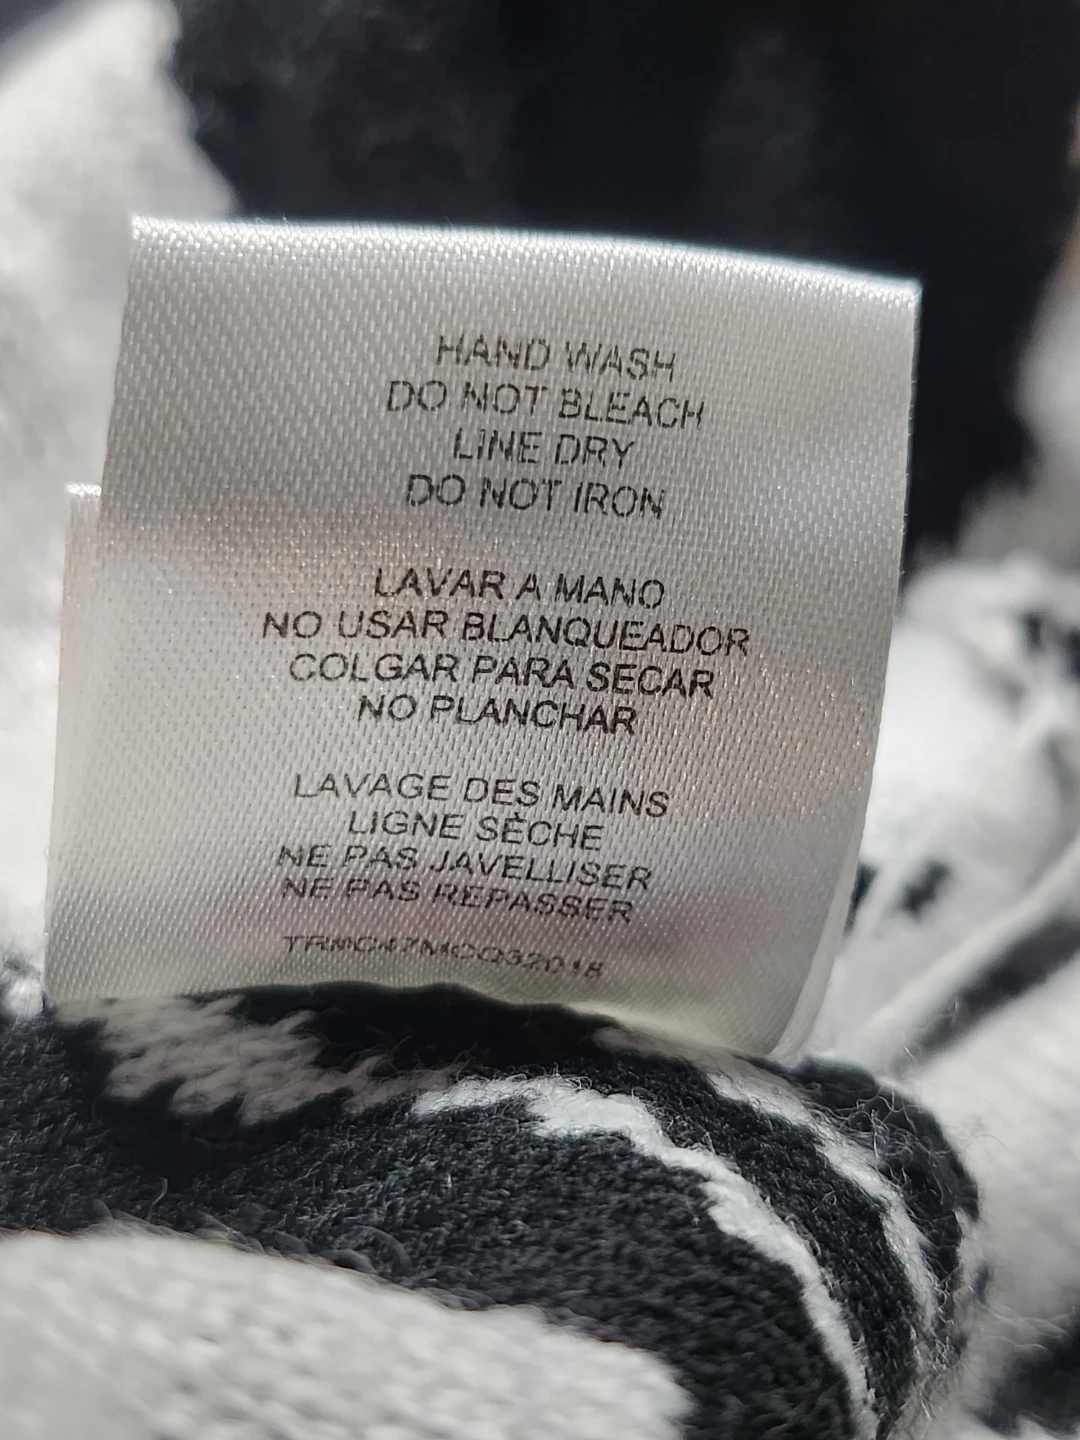 HAND WASH
DO NOT BLEACH
LINE DRY
DO NOT IRON
LAVAR A MANO
NO USAR BLANQUEADOR
COLGAR PARA SECAR
NO PLANCHAR
LAVAGE DES MAINS
LIGNE SÈCHE
NE PAS JAVELLISER
NE PAS REPASSER